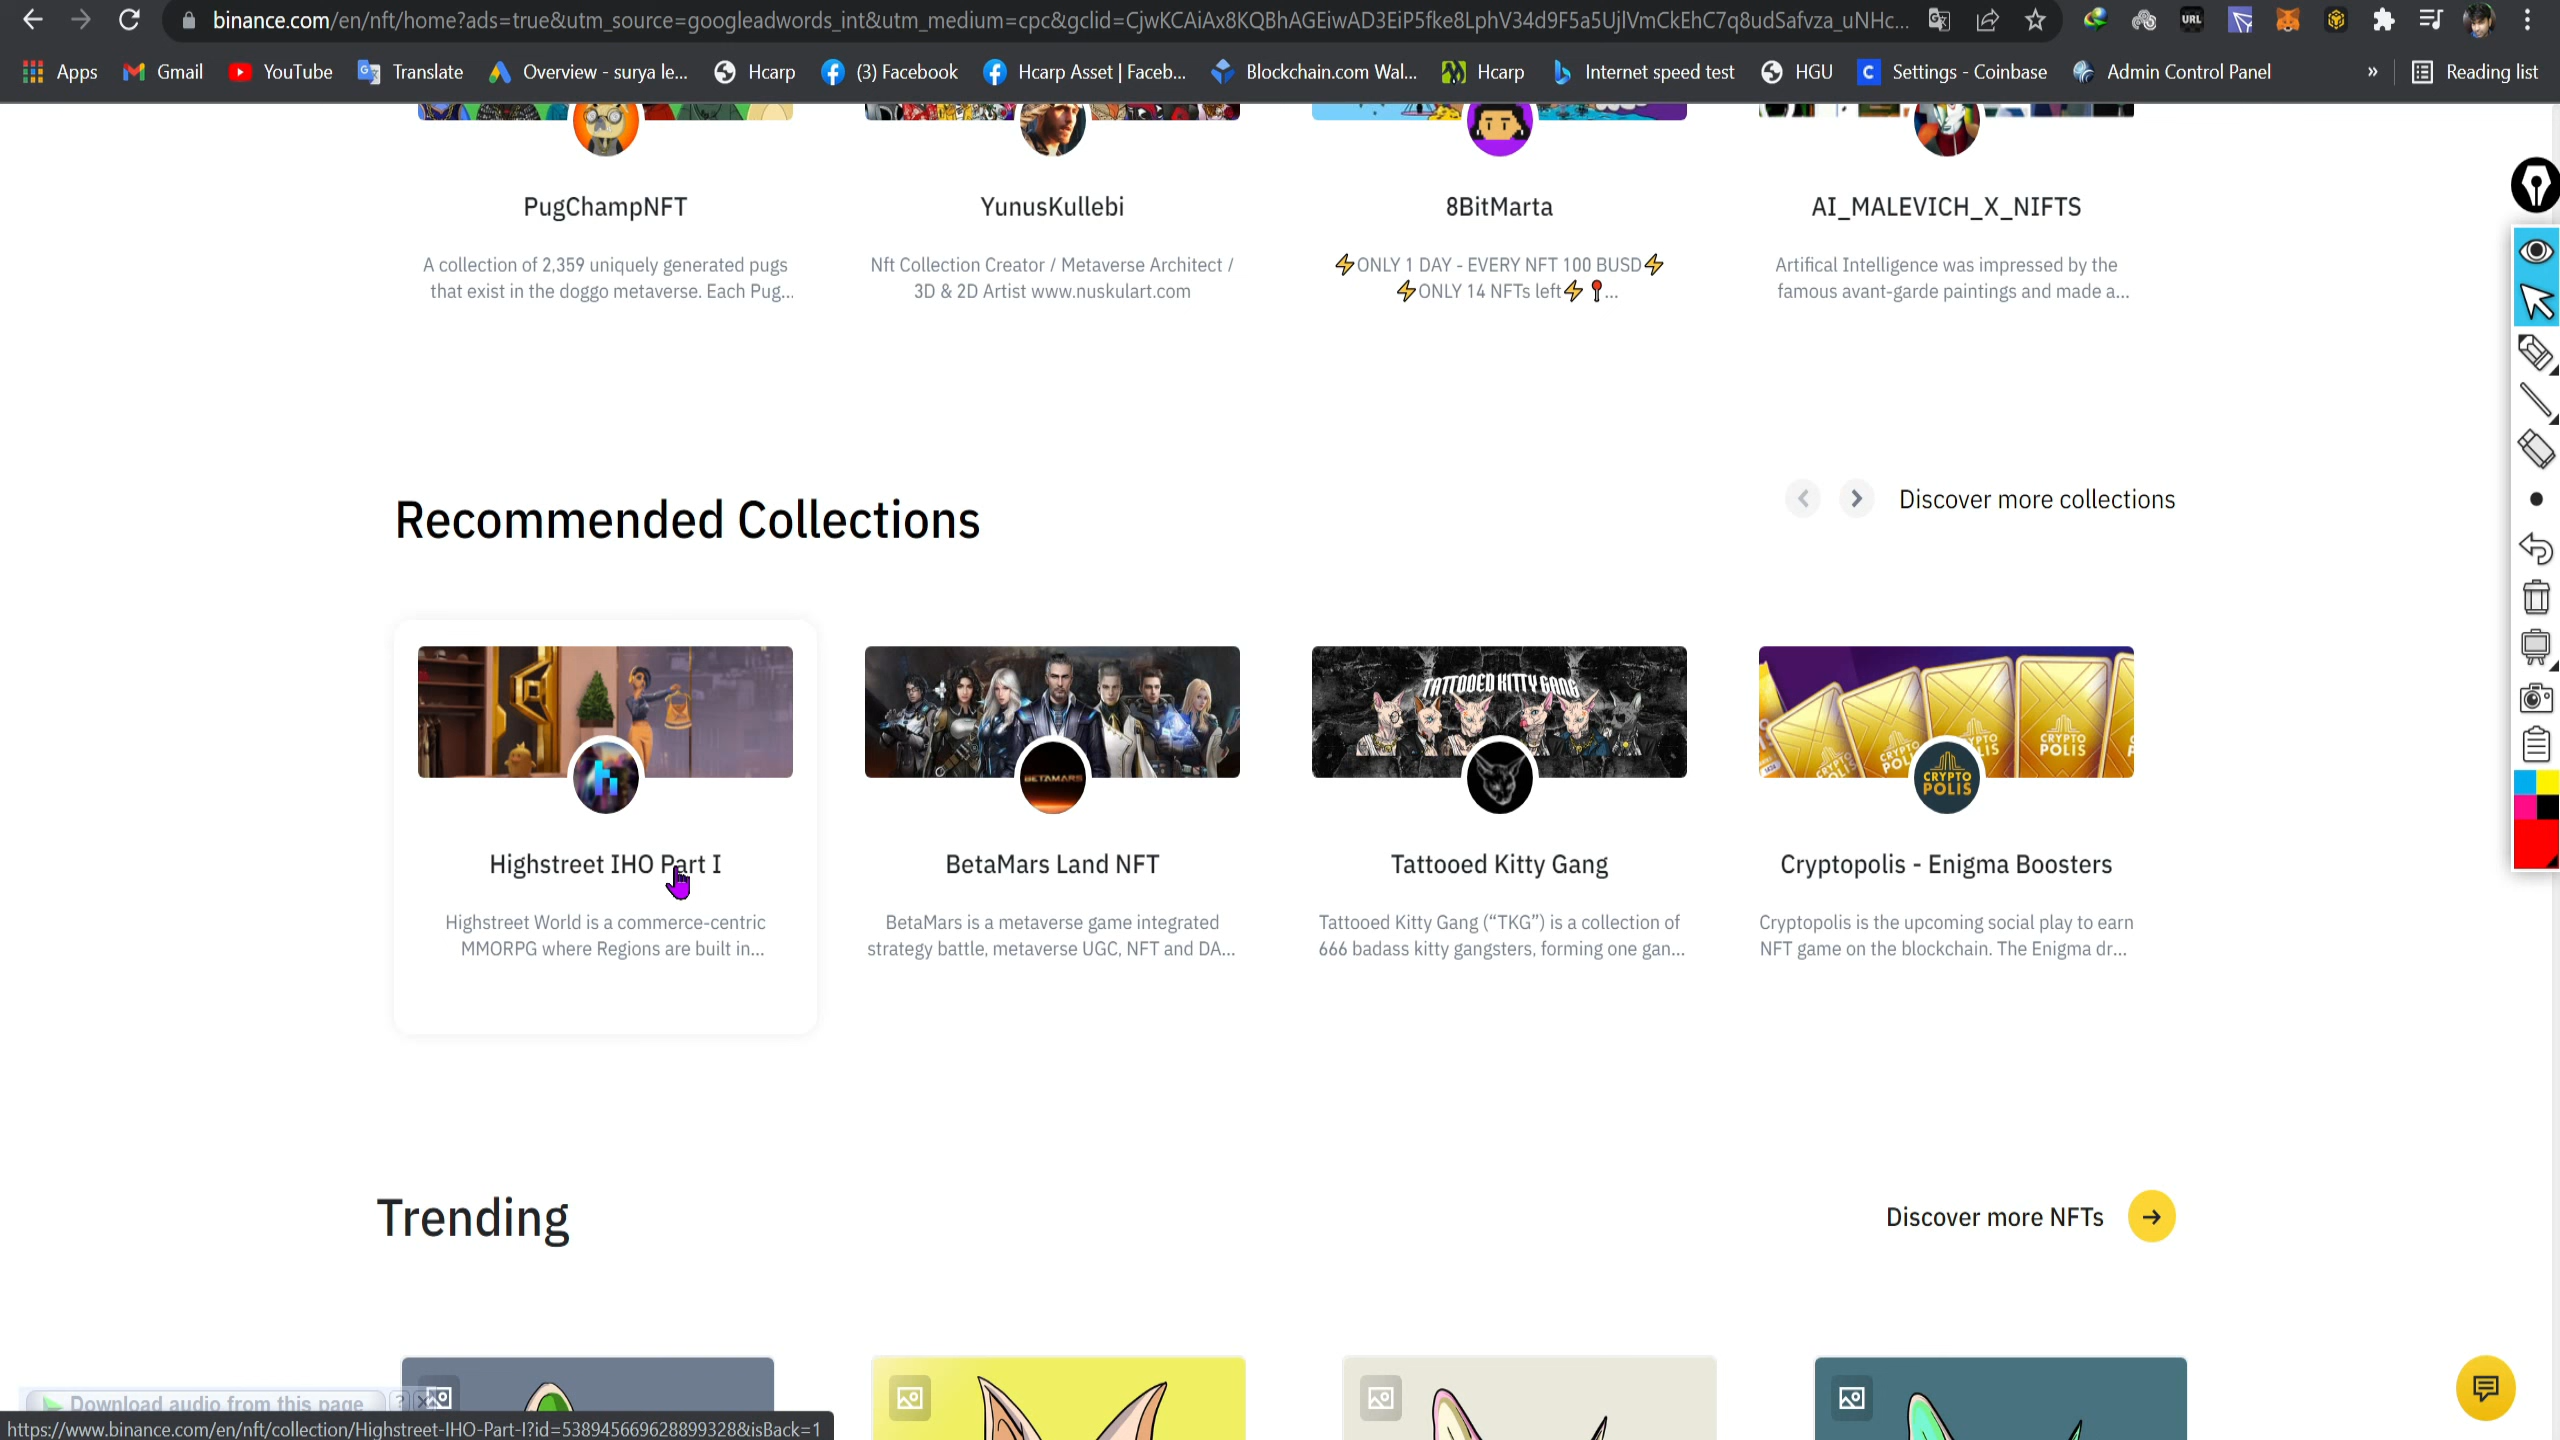 binance.com/en/nft/home?ads=true&utm_source=googleadwords_int&utm_medium=cpc&gclid=CjwKCAiAx8KQBhAGEiwAD3EiP5fke8LphV34d9F5a5UjlVmCkEhC7q8udSafvza_uNHc...
URL
Apps Gmail YouTube Translate Overview - surya le... Hcarp (3) Facebook Hcarp Asset | Faceb... Blockchain.com Wal... Hcarp Internet speed test HGU Settings - Coinbase Admin Control Panel » Reading list
PugChampNFT
A collection of 2,359 uniquely generated pugs
that exist in the doggo metaverse. Each Pug...
YunusKullebi
Nft Collection Creator / Metaverse Architect /
3D & 2D Artist www.nuskulart.com
8BitMarta
⚡ONLY 1 DAY - EVERY NFT 100 BUSD⚡
⚡ONLY 14 NFTs left⚡📍...
AI_MALEVICH_X_NIFTS
Artifical Intelligence was impressed by the
famous avant-garde paintings and made a...
Recommended Collections
Discover more collections
Highstreet IHO Part I
Highstreet World is a commerce-centric
MMORPG where Regions are built in...
BETAMARS
BetaMars Land NFT
BetaMars is a metaverse game integrated
strategy battle, metaverse UGC, NFT and DA...
TATTOOED KITTY GANG
Tattooed Kitty Gang
Tattooed Kitty Gang (“TKG”) is a collection of
666 badass kitty gangsters, forming one gan...
CRYPTO
POLIS
CRYPTO
POLIS
Cryptopolis - Enigma Boosters
Cryptopolis is the upcoming social play to earn
NFT game on the blockchain. The Enigma dr...
Trending
Discover more NFTs
Download audio from this page ? X
https://www.binance.com/en/nft/collection/Highstreet-IHO-Part-I?id=538945669628899328&isBack=1